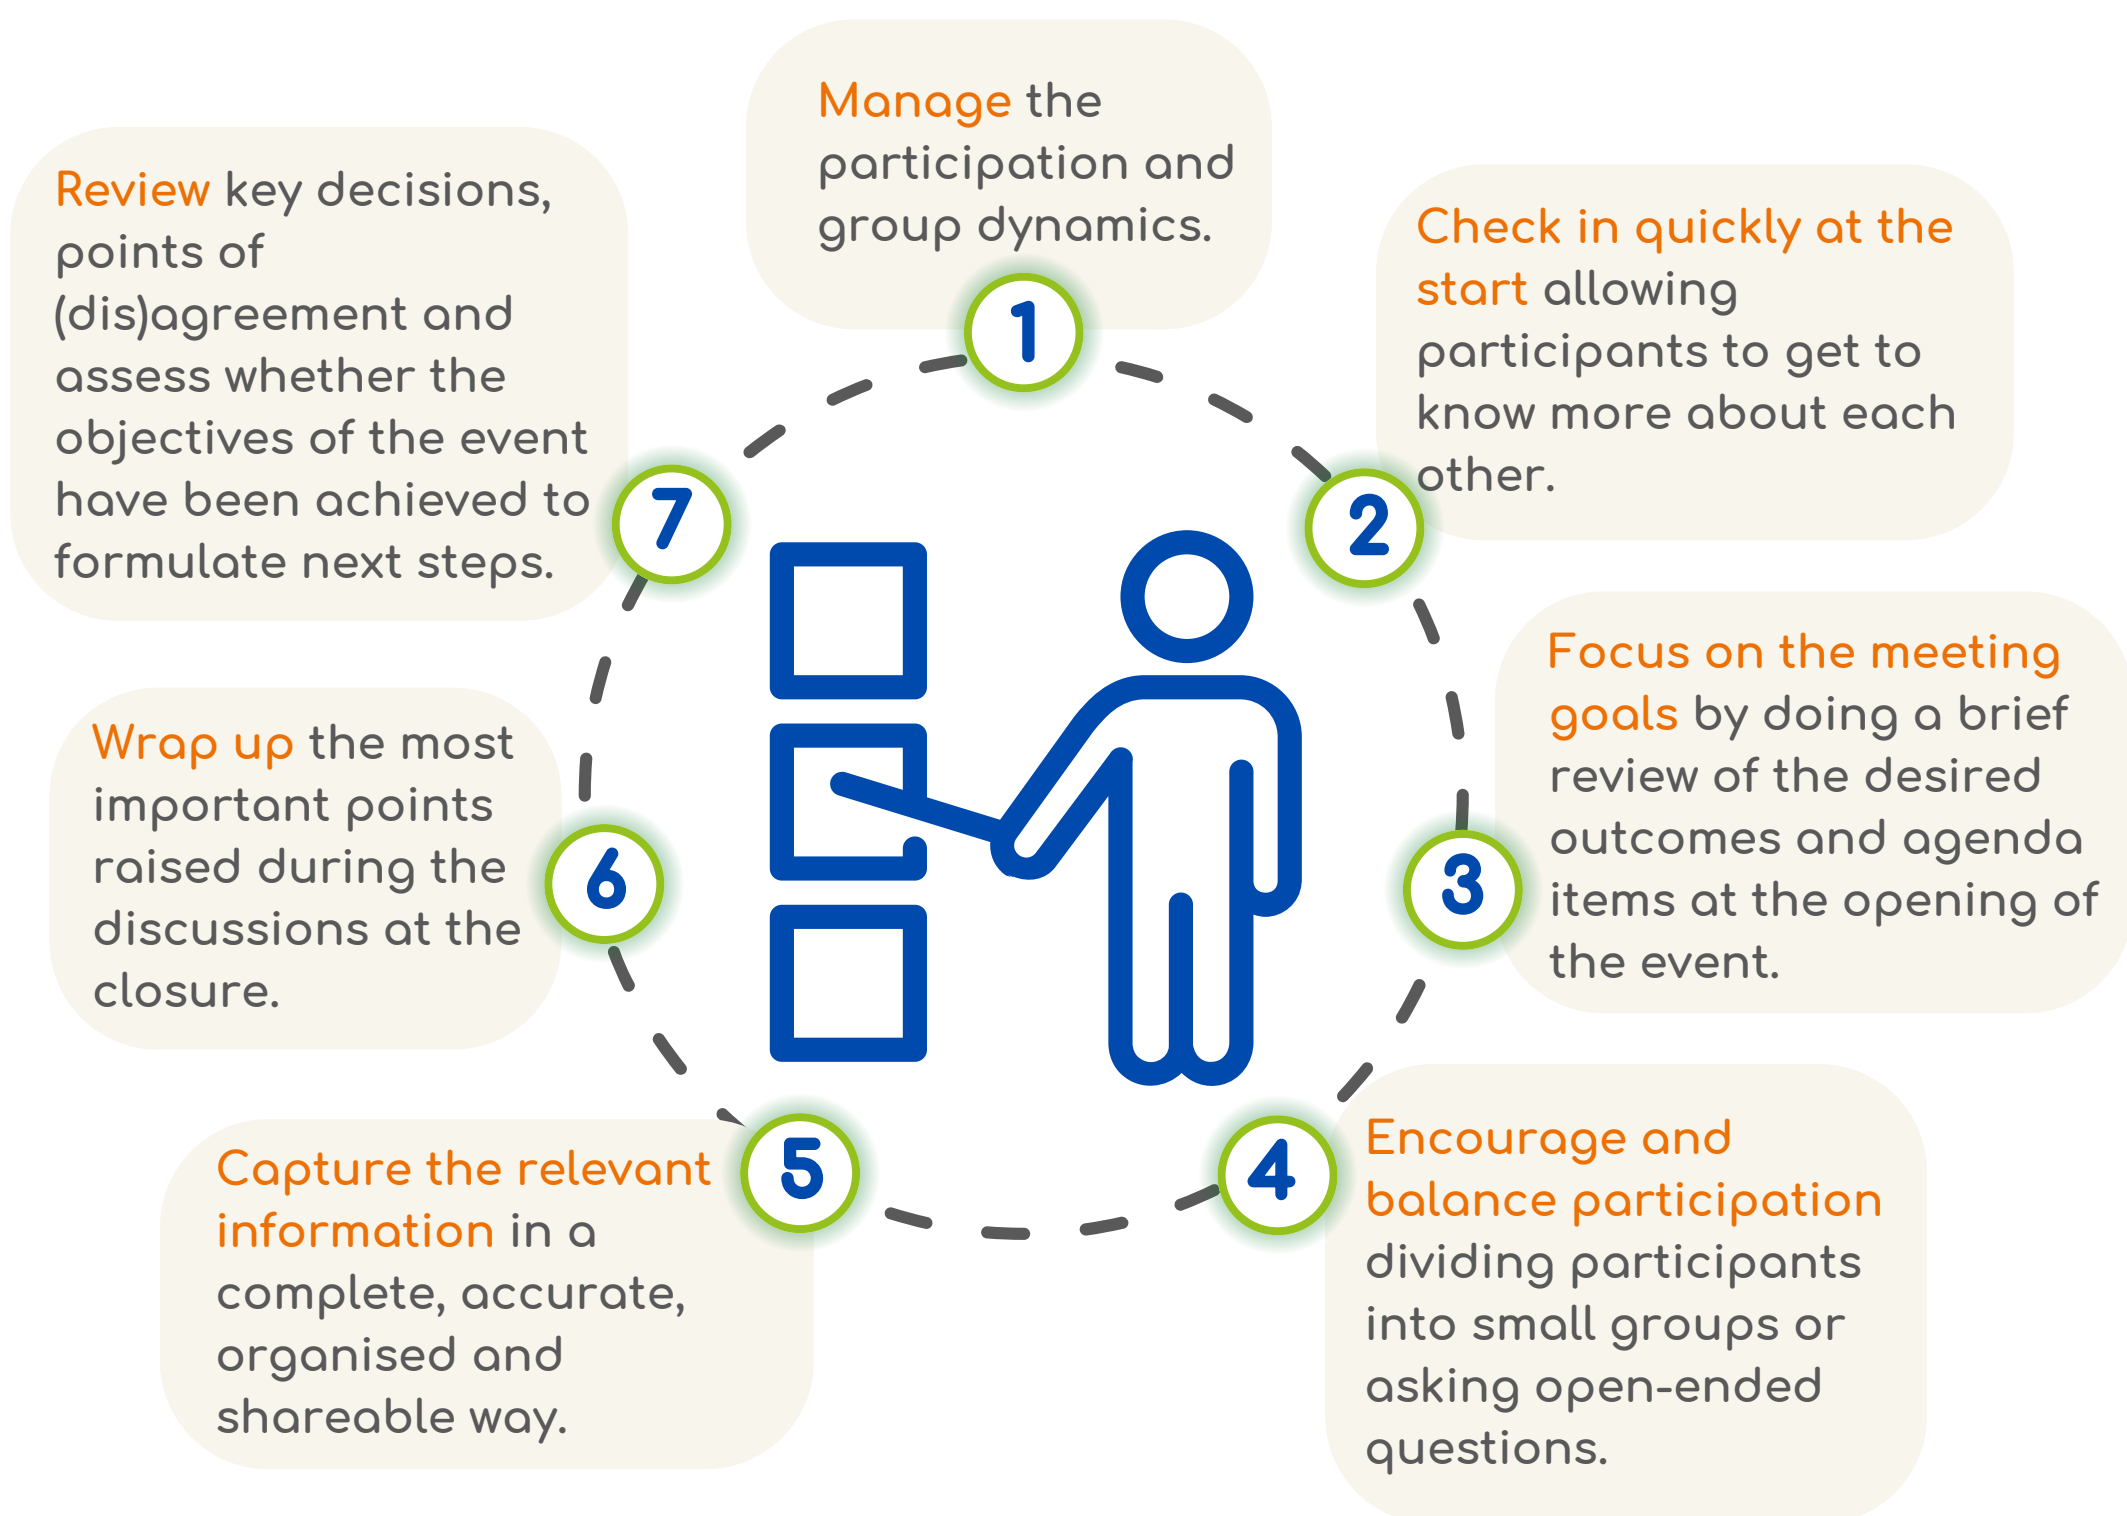 Manage the
participation and
group dynamics.
1
Check in quickly at the
start allowing
participants to get to
know more about each
other.
2
Focus on the meeting
goals by doing a brief
review of the desired
outcomes and agenda
items at the opening of
the event.
3
Encourage and
balance participation
dividing participants
into small groups or
asking open-ended
questions.
4
Capture the relevant
information in a
complete, accurate,
organised and
shareable way.
5
Wrap up the most
important points
raised during the
discussions at the
closure.
6
Review key decisions,
points of
(dis)agreement and
assess whether the
objectives of the event
have been achieved to
formulate next steps.
7